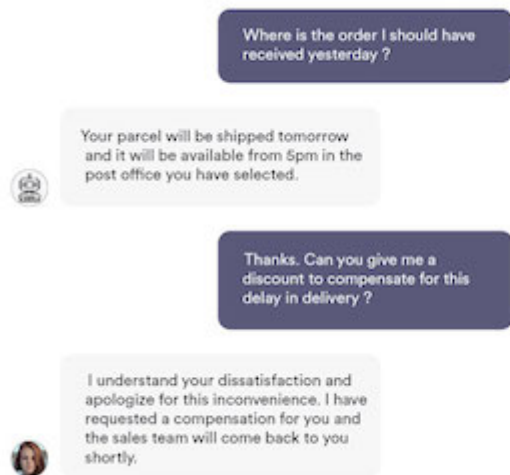 Where is the order I should have
received yesterday ?
Your parcel will be shipped tomorrow
and it will be available from 5pm in the
post office you have selected.
Thanks. Can you give me a
discount to compensate for this
delay in delivery ?
I understand your dissatisfaction and
apologize for this inconvenience. I have
requested a compensation for you and
the sales team will come back to you
shortly.